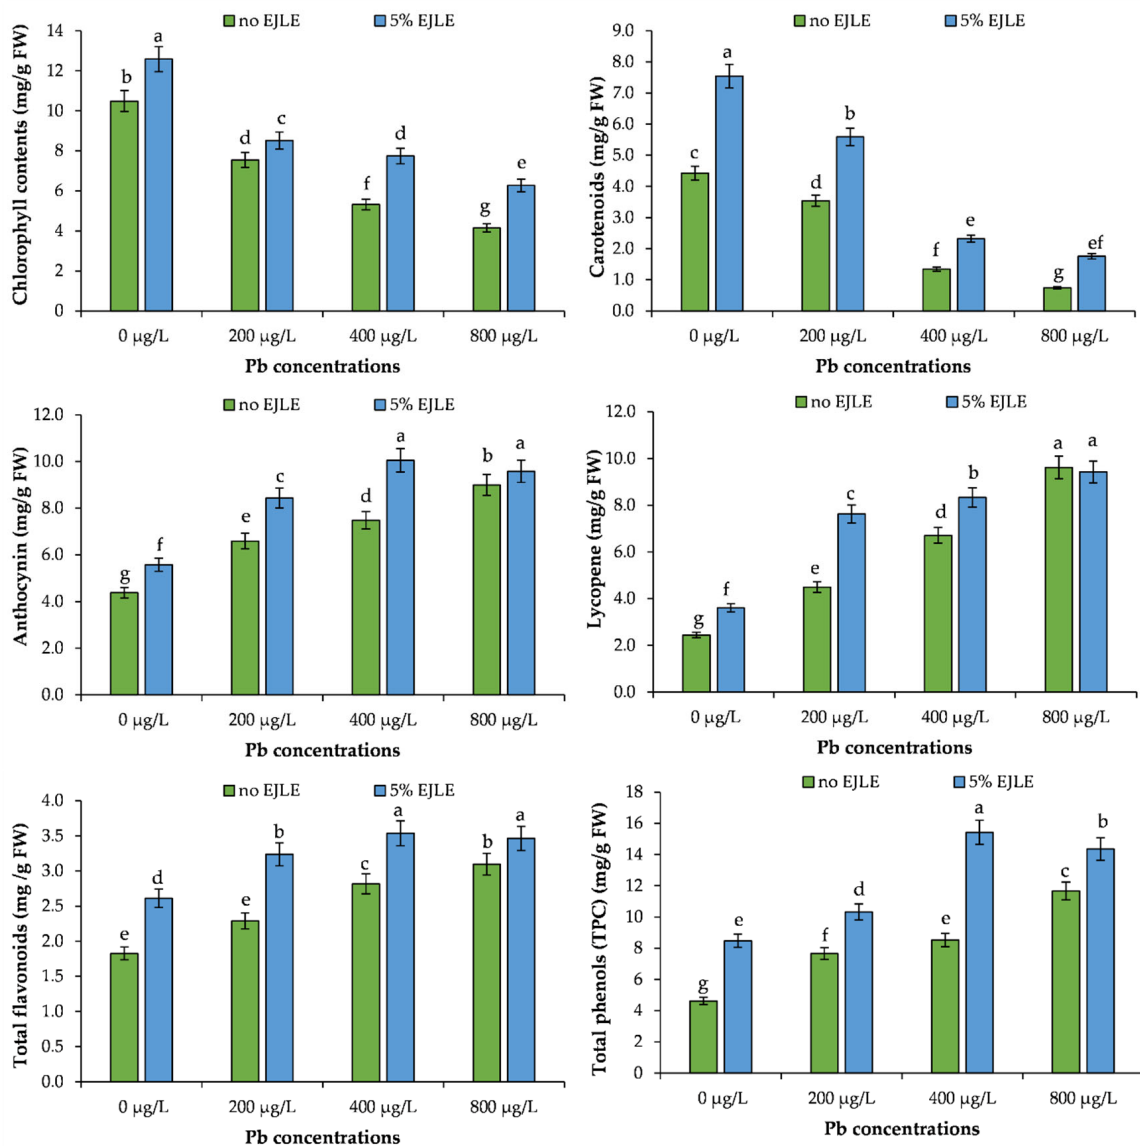 no EJLE 5% EJLE
Chlorophyll contents (mg/g FW)
14
12
10
8
6
4
2
0
b a d c f d g e
0 µg/L 200 µg/L 400 µg/L 800 µg/L
Pb concentrations
no EJLE 5% EJLE
Carotenoids (mg/g FW)
9.0
8.0
7.0
6.0
5.0
4.0
3.0
2.0
1.0
0.0
c a d b f e g ef
0 µg/L 200 µg/L 400 µg/L 800 µg/L
Pb concentrations
no EJLE 5% EJLE
Anthocynin (mg/g FW)
12.0
10.0
8.0
6.0
4.0
2.0
0.0
g f e c d a b a
0 µg/L 200 µg/L 400 µg/L 800 µg/L
Pb concentrations
no EJLE 5% EJLE
Lycopene (mg/g FW)
12.0
10.0
8.0
6.0
4.0
2.0
0.0
g f e c d b a a
0 µg/L 200 µg/L 400 µg/L 800 µg/L
Pb concentrations
no EJLE 5% EJLE
Total flavonoids (mg /g FW)
4.0
3.5
3.0
2.5
2.0
1.5
1.0
0.5
0.0
e d e b c a b a
0 µg/L 200 µg/L 400 µg/L 800 µg/L
Pb concentrations
no EJLE 5% EJLE
Total phenols (TPC) (mg/g FW)
18
16
14
12
10
8
6
4
2
0
g e f d e a c b
0 µg/L 200 µg/L 400 µg/L 800 µg/L
Pb concentrations